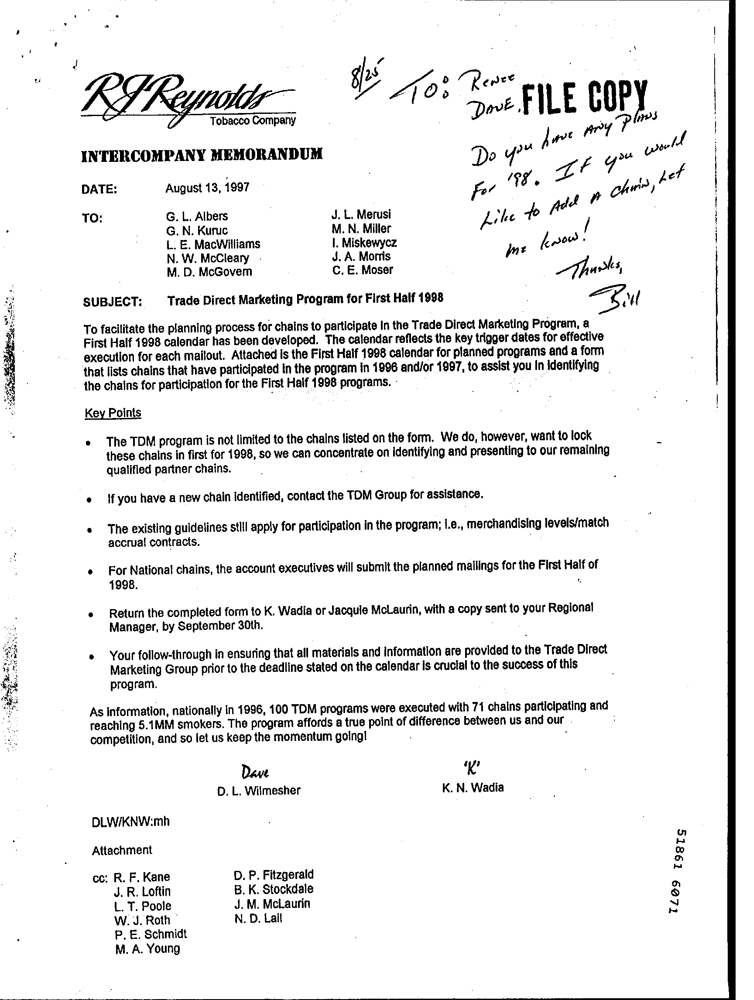 8/25 TO: Renee
Dave
FILE COPY
Do you have any plans
For '98. If you would
Like to Add A Chain, Let
me know!
Thanks,
Bill
RJReynolds
Tobacco Company
INTERCOMPANY MEMORANDUM
DATE: August 13, 1997
TO: G. L. Albers J. L. Merusi
G. N. Kuruc M. N. Miller
L. E. MacWilliams I. Miskewycz
N. W. McCleary J. A. Morris
M. D. McGovern C. E. Moser
SUBJECT: Trade Direct Marketing Program for First Half 1998
To facilitate the planning process for chains to participate in the Trade Direct Marketing Program, a
First Half 1998 calendar has been developed. The calendar reflects the key trigger dates for effective
execution for each mailout. Attached is the First Half 1998 calendar for planned programs and a form
that lists chains that have participated in the program in 1996 and/or 1997, to assist you in identifying
the chains for participation for the First Half 1998 programs.
Key Points
• The TDM program is not limited to the chains listed on the form. We do, however, want to lock
these chains in first for 1998, so we can concentrate on identifying and presenting to our remaining
qualified partner chains.
• If you have a new chain identified, contact the TDM Group for assistance.
• The existing guidelines still apply for participation in the program; i.e., merchandising levels/match
accrual contracts.
• For National chains, the account executives will submit the planned mailings for the First Half of
1998.
• Return the completed form to K. Wadia or Jacquie McLaurin, with a copy sent to your Regional
Manager, by September 30th.
• Your follow-through in ensuring that all materials and information are provided to the Trade Direct
Marketing Group prior to the deadline stated on the calendar is crucial to the success of this
program.
As information, nationally in 1996, 100 TDM programs were executed with 71 chains participating and
reaching 5.1MM smokers. The program affords a true point of difference between us and our
competition, and so let us keep the momentum going!
Dave 'K'
D. L. Wilmesher K. N. Wadia
DLW/KNW:mh
Attachment
cc: R. F. Kane D. P. Fitzgerald
J. R. Loftin B. K. Stockdale
L. T. Poole J. M. McLaurin
W. J. Roth N. D. Lail
P. E. Schmidt
M. A. Young
51861 6071